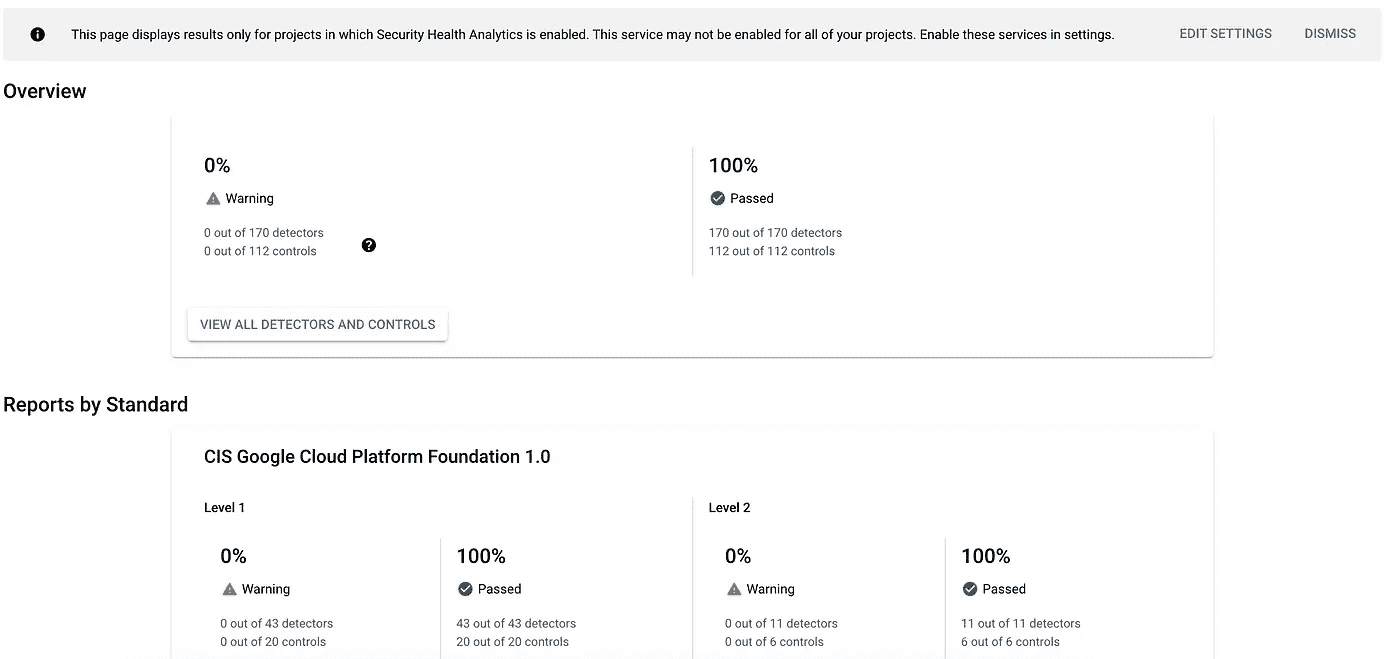 This page displays results only for projects in which Security Health Analytics is enabled. This service may not be enabled for all of your projects. Enable these services in settings.
EDIT SETTINGS
DISMISS
Overview
0%
Warning
0 out of 170 detectors
0 out of 112 controls
100%
Passed
170 out of 170 detectors
112 out of 112 controls
VIEW ALL DETECTORS AND CONTROLS
Reports by Standard
CIS Google Cloud Platform Foundation 1.0
Level 1
0%
Warning
0 out of 43 detectors
0 out of 20 controls
100%
Passed
43 out of 43 detectors
20 out of 20 controls
Level 2
0%
Warning
0 out of 11 detectors
0 out of 6 controls
100%
Passed
11 out of 11 detectors
6 out of 6 controls